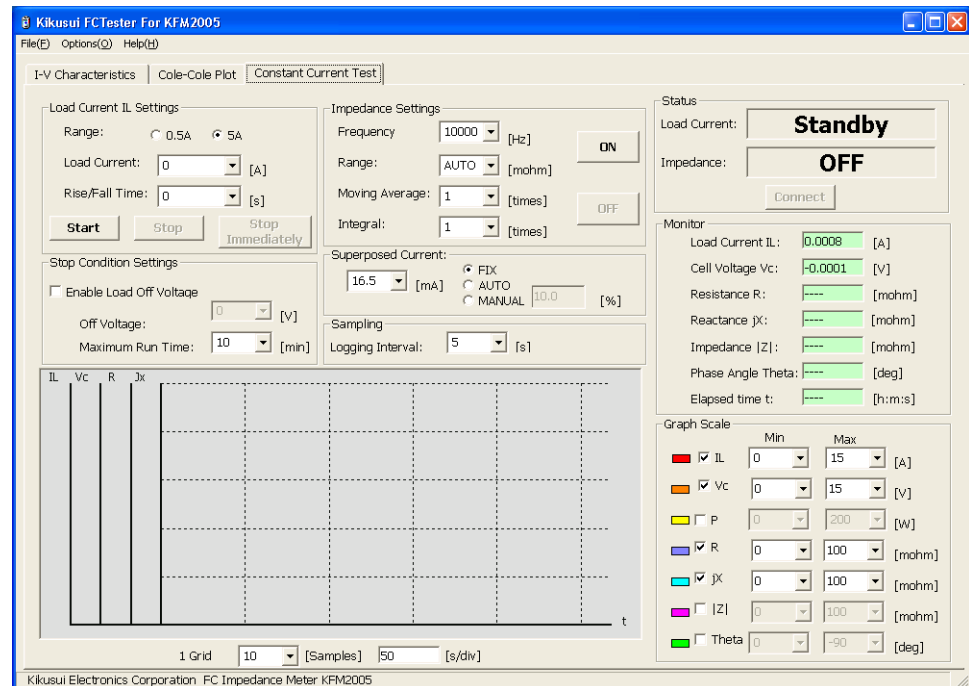 Kikusui FCTester For KFM2005
File(F) Options(O) Help(H)
I-V Characteristics Cole-Cole Plot Constant Current Test
Load Current IL Settings
Range: 0.5A 5A
Load Current: 0 [A]
Rise/Fall Time: 0 [s]
Start Stop Stop Immediately
Stop Condition Settings
Enable Load Off Voltage
Off Voltage: 0 [V]
Maximum Run Time: 10 [min]
Impedance Settings
Frequency 10000 [Hz] ON
Range: AUTO [mohm]
Moving Average: 1 [times] OFF
Integral: 1 [times]
Superposed Current:
16.5 [mA] FIX
AUTO
MANUAL 10.0 [%]
Sampling
Logging Interval: 5 [s]
Status
Load Current: Standby
Impedance: OFF
Connect
Monitor
Load Current IL: 0.0008 [A]
Cell Voltage Vc: -0.0001 [V]
Resistance R: ---- [mohm]
Reactance jX: ---- [mohm]
Impedance |Z|: ---- [mohm]
Phase Angle Theta: ---- [deg]
Elapsed time t: ---- [h:m:s]
Graph Scale
Min Max
IL 0 15 [A]
Vc 0 15 [V]
P 0 200 [W]
R 0 100 [mohm]
jX 0 100 [mohm]
|Z| 0 100 [mohm]
Theta 0 -90 [deg]
IL Vc R Jx
t
1 Grid 10 [Samples] 50 [s/div]
Kikusui Electronics Corporation FC Impedance Meter KFM2005